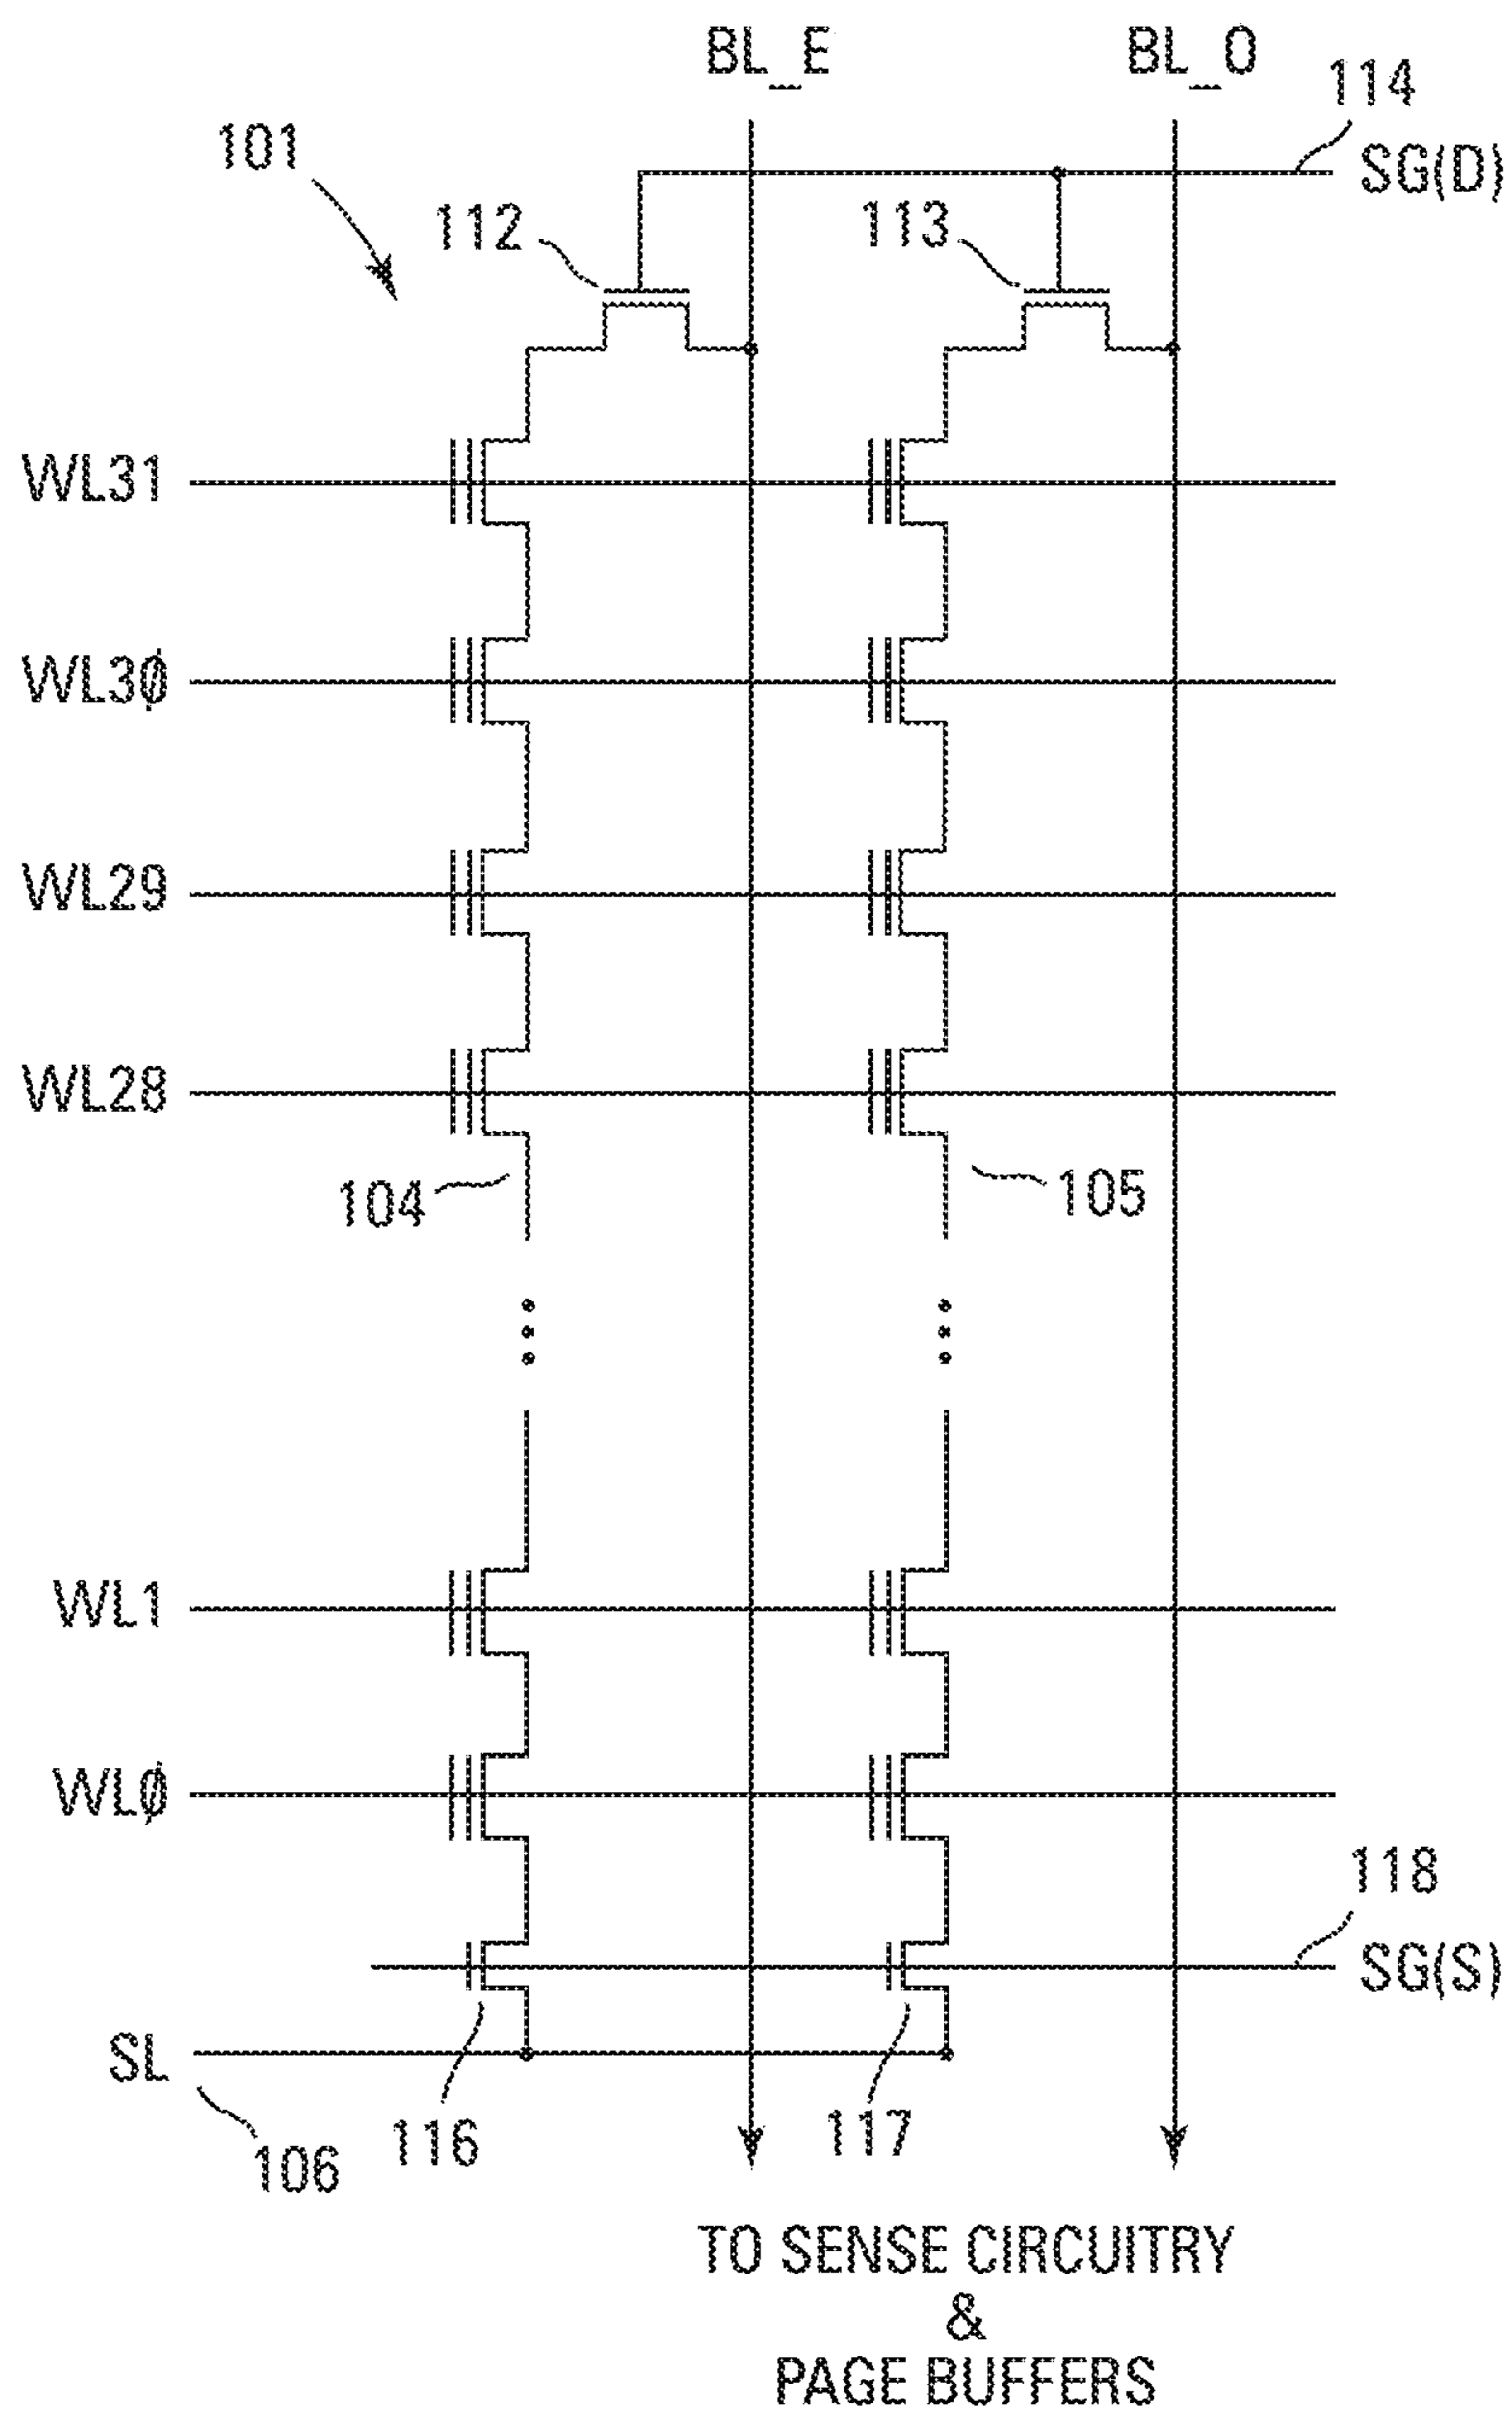 BL_E
BL_O
114
SG(D)
101
112
113
WL31
WL3Ø
WL29
WL28
104
105
WL1
WLØ
118
SG(S)
SL
106
116
117
TO SENSE CIRCUITRY
&
PAGE BUFFERS